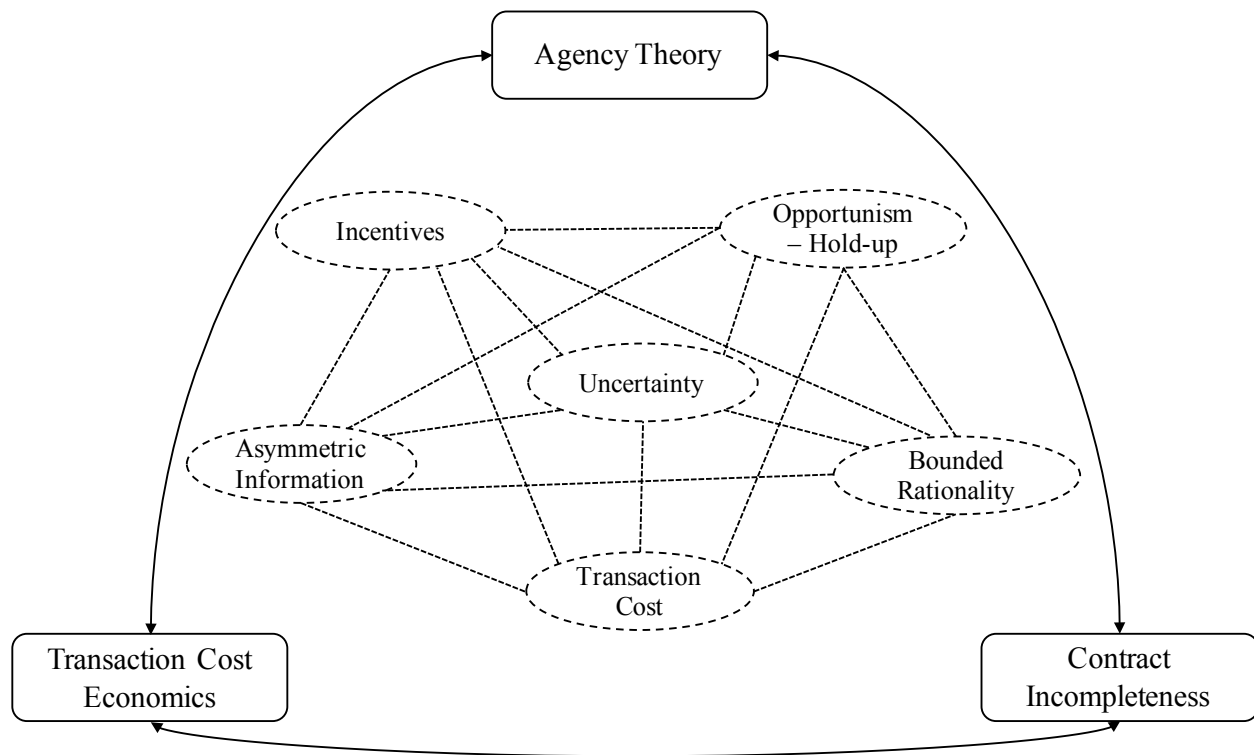 Agency Theory
Incentives
Opportunism
– Hold-up
Uncertainty
Asymmetric
Information
Bounded
Rationality
Transaction
Cost
Transaction Cost
Economics
Contract
Incompleteness